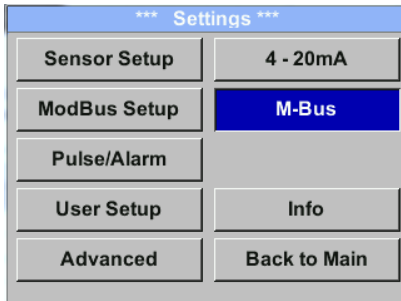 *** Settings ***
Sensor Setup
4 - 20mA
ModBus Setup
M-Bus
Pulse/Alarm
User Setup
Info
Advanced
Back to Main